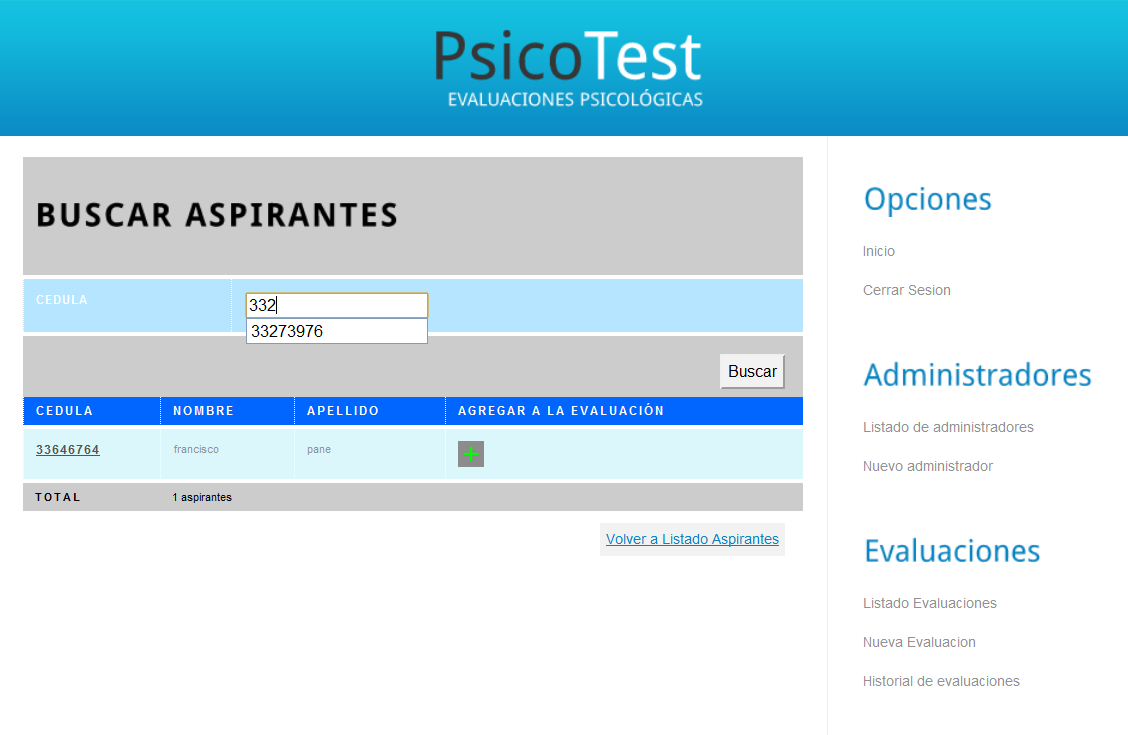 PsicoTest
EVALUACIONES PSICOLÓGICAS
BUSCAR ASPIRANTES
CEDULA
332
33273976
Buscar
CEDULA NOMBRE APELLIDO AGREGAR A LA EVALUACIÓN
33646764 francisco pane
TOTAL 1 aspirantes
Volver a Listado Aspirantes
Opciones
Inicio
Cerrar Sesion
Administradores
Listado de administradores
Nuevo administrador
Evaluaciones
Listado Evaluaciones
Nueva Evaluacion
Historial de evaluaciones